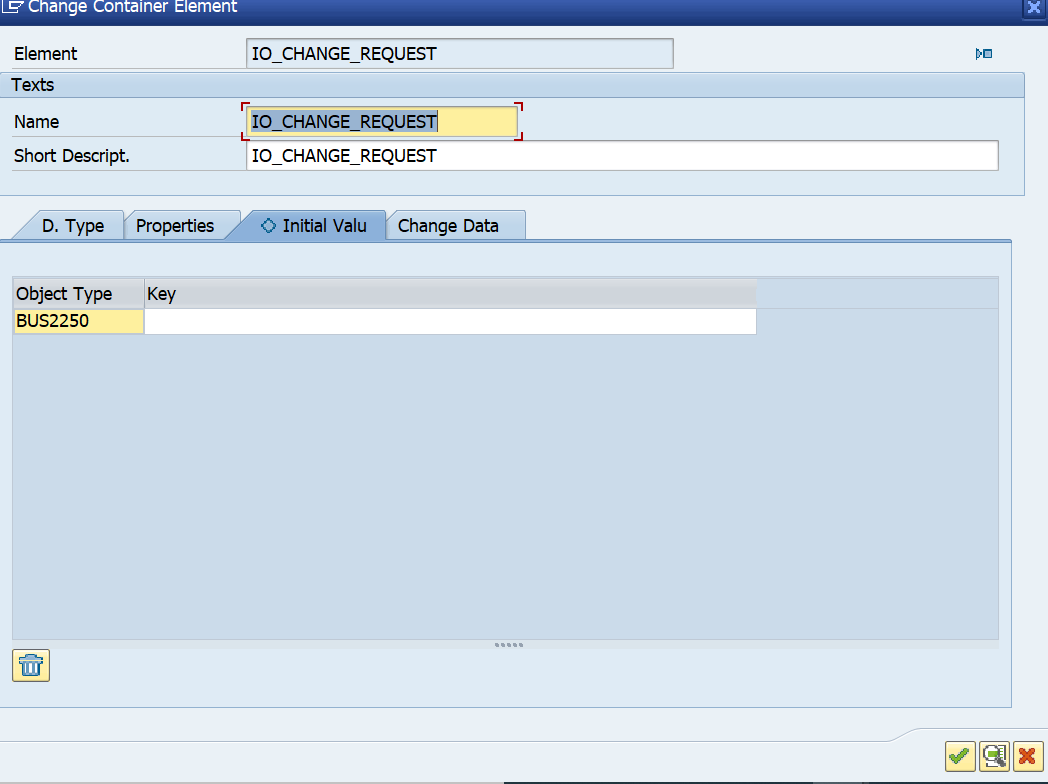 Change Container Element
Element IO_CHANGE_REQUEST
Texts
Name IO_CHANGE_REQUEST
Short Descript. IO_CHANGE_REQUEST
D. Type Properties Initial Valu Change Data
Object Type Key
BUS2250